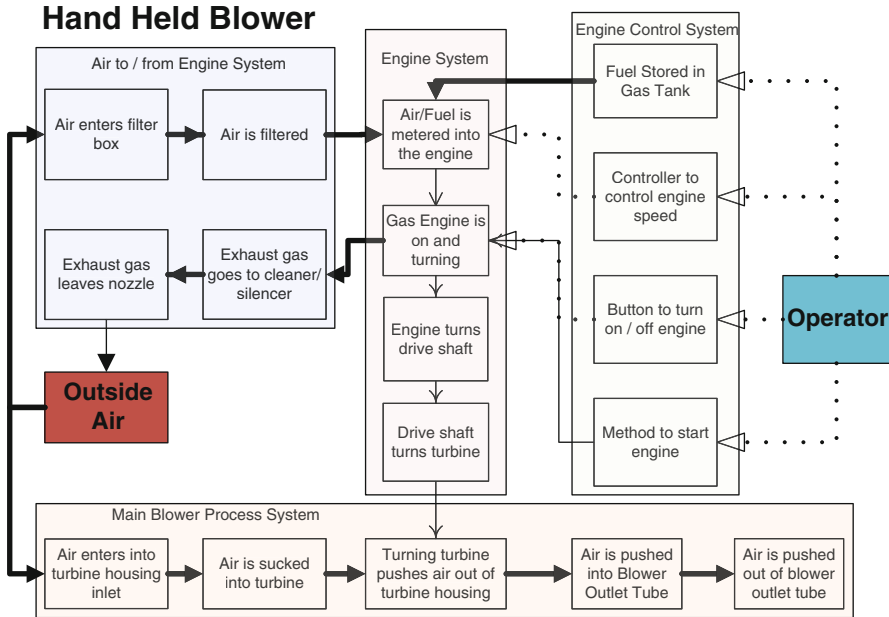 Hand Held Blower
Air to / from Engine System
Air enters filter
box
Air is filtered
Exhaust gas
leaves nozzle
Exhaust gas
goes to cleaner/
silencer
Outside
Air
Engine System
Air/Fuel is
metered into
the engine
Gas Engine is
on and
turning
Engine turns
drive shaft
Drive shaft
turns turbine
Engine Control System
Fuel Stored in
Gas Tank
Controller to
control engine
speed
Button to turn
on / off engine
Method to start
engine
Operator
Main Blower Process System
Air enters into
turbine housing
inlet
Air is sucked
into turbine
Turning turbine
pushes air out of
turbine housing
Air is pushed
into Blower
Outlet Tube
Air is pushed
out of blower
outlet tube